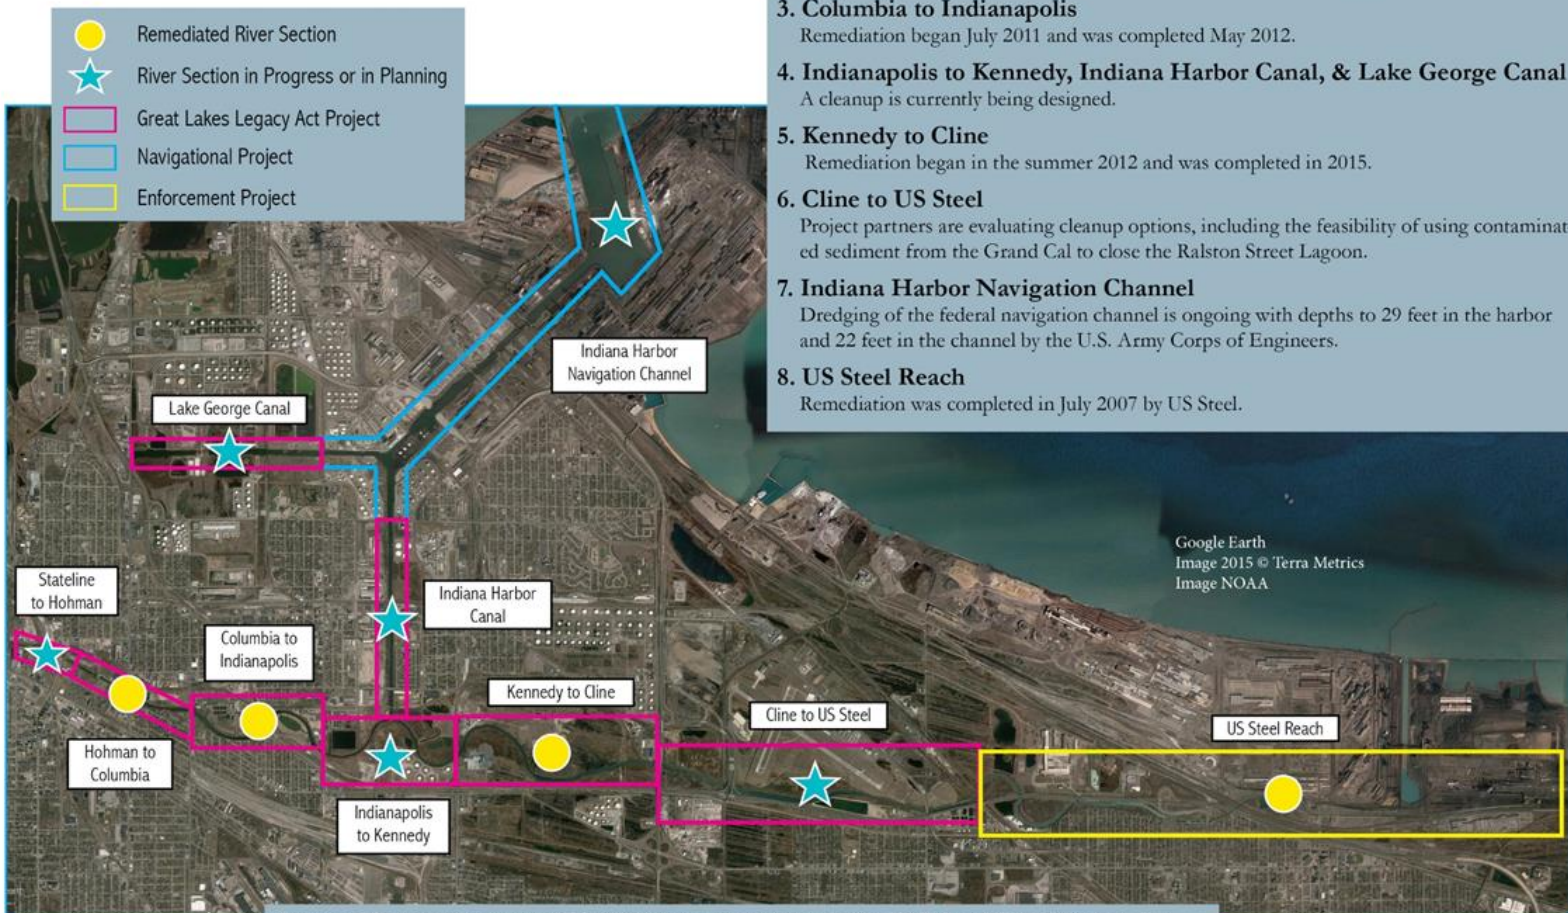 Remediated River Section
River Section in Progress or in Planning
Great Lakes Legacy Act Project
Navigational Project
Enforcement Project
3. Columbia to Indianapolis
Remediation began July 2011 and was completed May 2012.
4. Indianapolis to Kennedy, Indiana Harbor Canal, & Lake George Canal
A cleanup is currently being designed.
5. Kennedy to Cline
Remediation began in the summer 2012 and was completed in 2015.
6. Cline to US Steel
Project partners are evaluating cleanup options, including the feasibility of using contaminat-
ed sediment from the Grand Cal to close the Ralston Street Lagoon.
7. Indiana Harbor Navigation Channel
Dredging of the federal navigation channel is ongoing with depths to 29 feet in the harbor
and 22 feet in the channel by the U.S. Army Corps of Engineers.
8. US Steel Reach
Remediation was completed in July 2007 by US Steel.
Indiana Harbor
Navigation Channel
Lake George Canal
Google Earth
Image 2015 © Terra Metrics
Image NOAA
Stateline
to Hohman
Indiana Harbor
Canal
Columbia to
Indianapolis
Kennedy to Cline
Cline to US Steel
US Steel Reach
Hohman to
Columbia
Indianapolis
to Kennedy